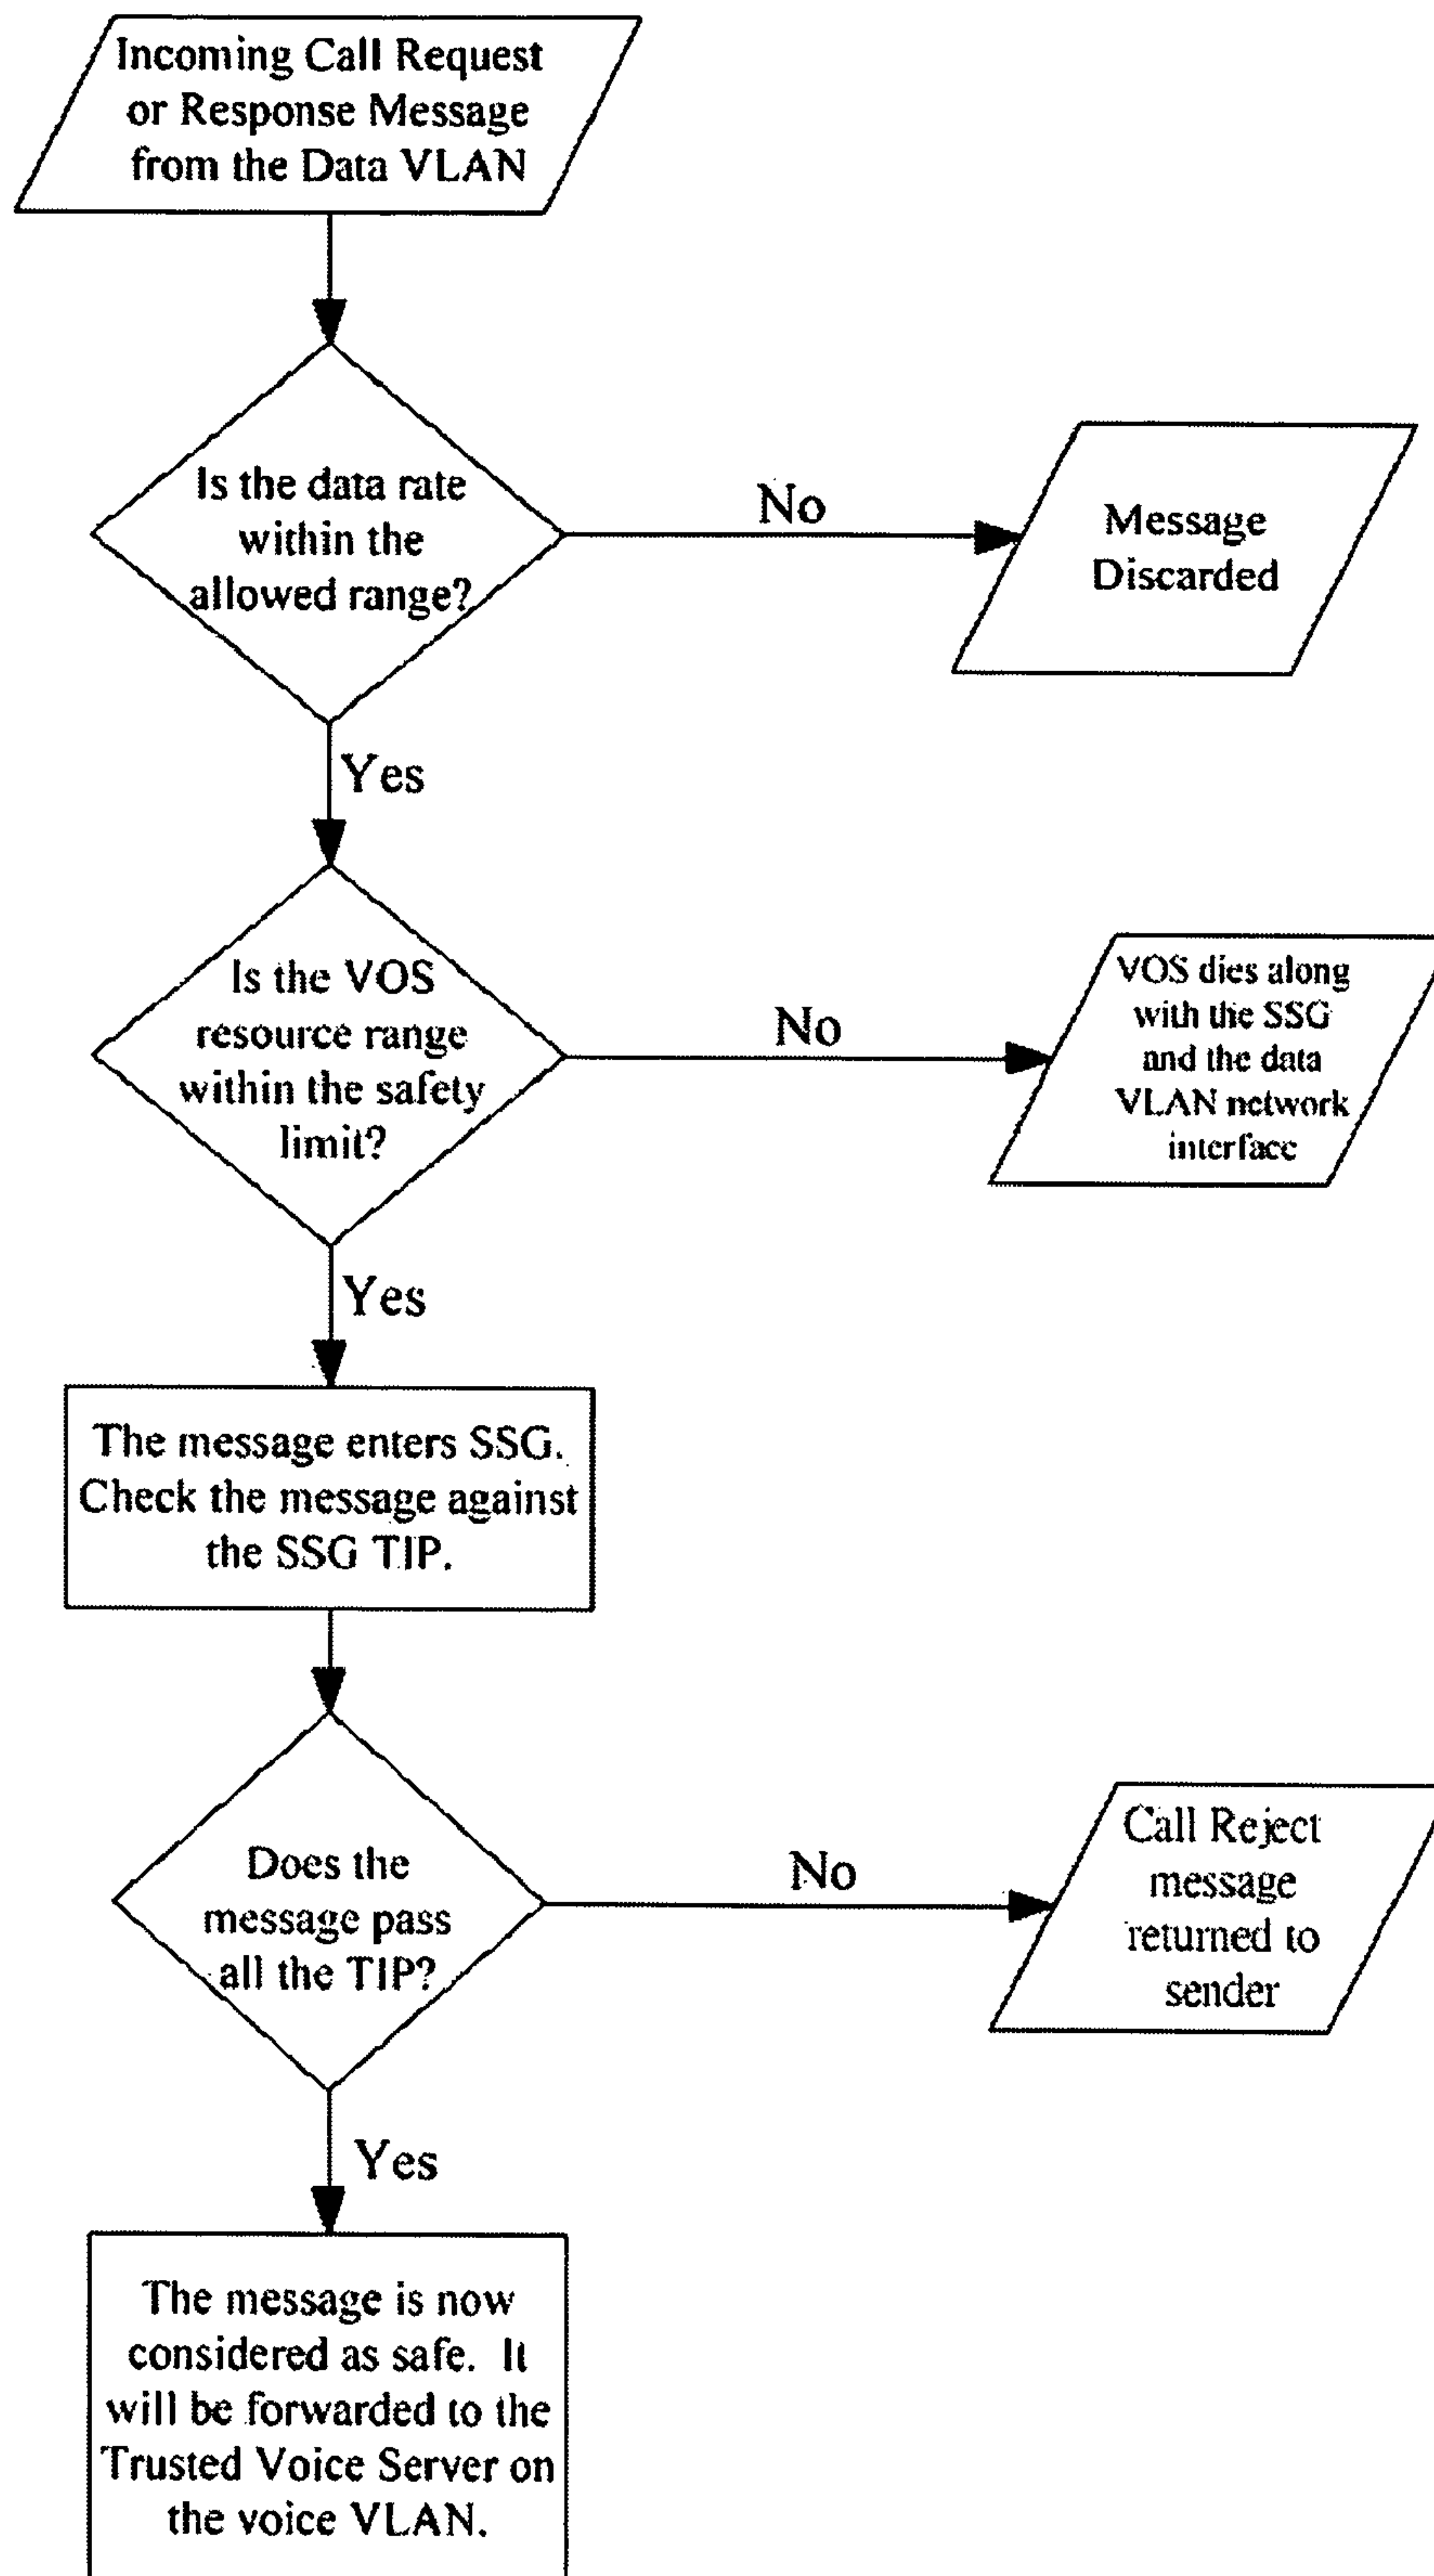 Incoming Call Request
or Response Message
from the Data VLAN
Is the data rate
within the
allowed range?
No
Message
Discarded
Yes
Is the VOS
resource range
within the safety
limit?
No
VOS dies along
with the SSG
and the data
VLAN network
interface
Yes
The message enters SSG.
Check the message against
the SSG TIP.
Does the
message pass
all the TIP?
No
Call Reject
message
returned to
sender
Yes
The message is now
considered as safe. It
will be forwarded to the
Trusted Voice Server on
the voice VLAN.